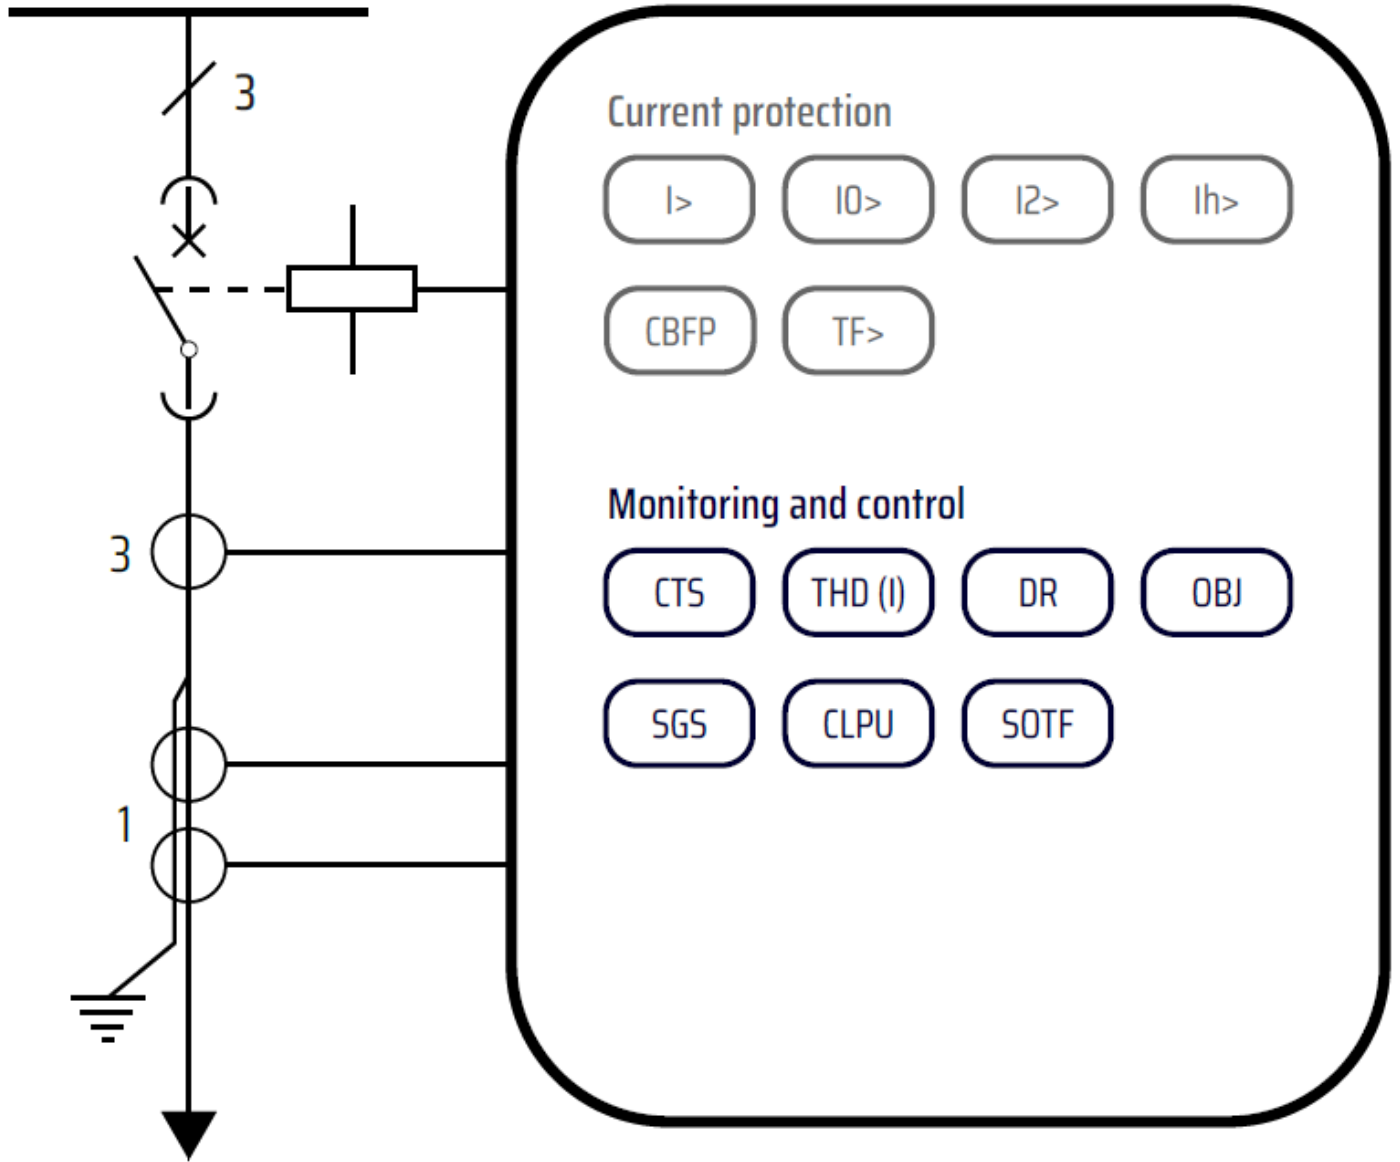 3
Current protection
I> I0> I2> Ih>
CBFP TF>
Monitoring and control
3
CTS THD (I) DR OBJ
SGS CLPU SOTF
1